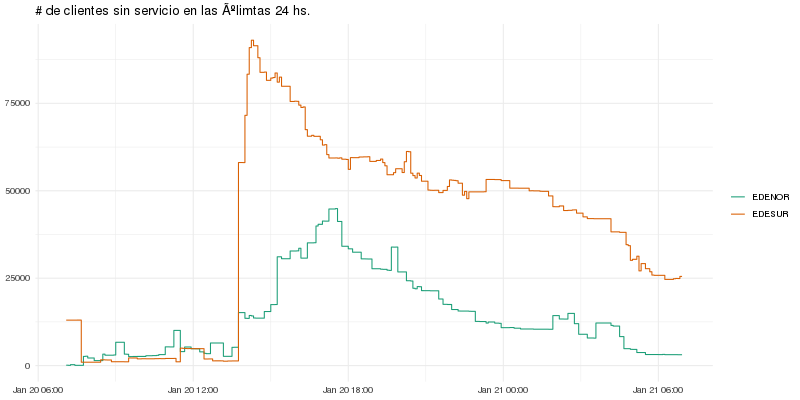 # de clientes sin servicio en las Ãºlimtas 24 hs.
75000
50000
25000
0
Jan 20 06:00
Jan 20 12:00
Jan 20 18:00
Jan 21 00:00
Jan 21 06:00
EDENOR
EDESUR